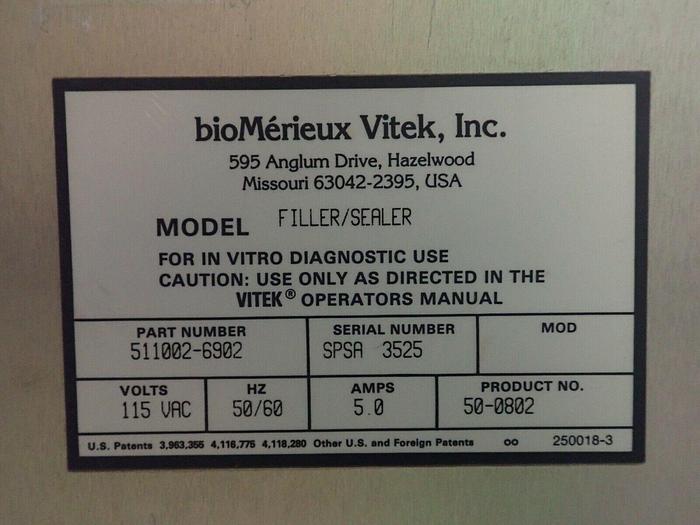 bioMérieux Vitek, Inc.
595 Anglum Drive, Hazelwood
Missouri 63042-2395, USA
MODEL FILLER/SEALER
FOR IN VITRO DIAGNOSTIC USE
CAUTION: USE ONLY AS DIRECTED IN THE
VITEK® OPERATORS MANUAL
PART NUMBER SERIAL NUMBER MOD
511002-6902 SPSA 3525
VOLTS HZ AMPS PRODUCT NO.
115 VAC 50/60 5.0 50-0802
U.S. Patents 3,963,355 4,116,775 4,118,280 Other U.S. and Foreign Patents oo 250018-3